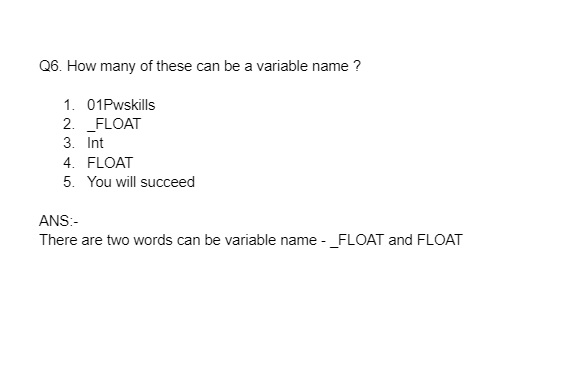 Q6. How many of these can be a variable name ?
1. 01Pwskills
2. _FLOAT
3. Int
4. FLOAT
5. You will succeed
ANS:-
There are two words can be variable name - _FLOAT and FLOAT